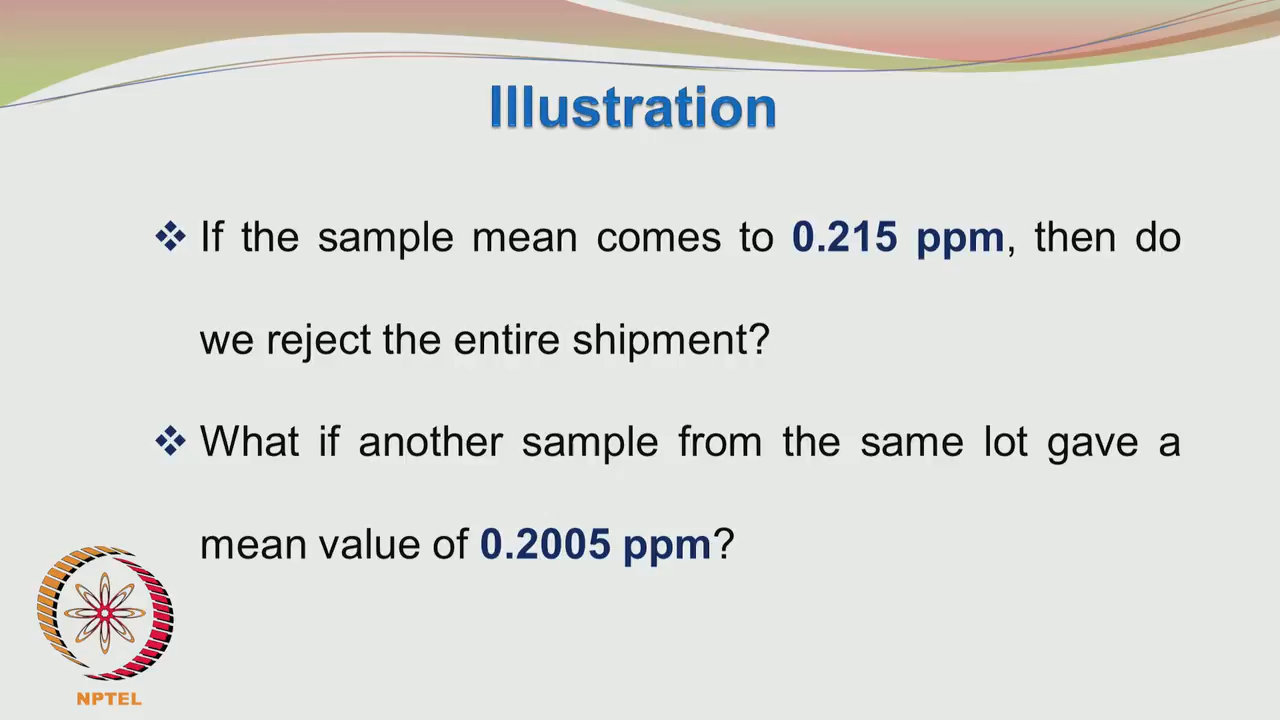 Illustration
❖ If the sample mean comes to 0.215 ppm, then do
we reject the entire shipment?
❖ What if another sample from the same lot gave a
mean value of 0.2005 ppm?
NPTEL